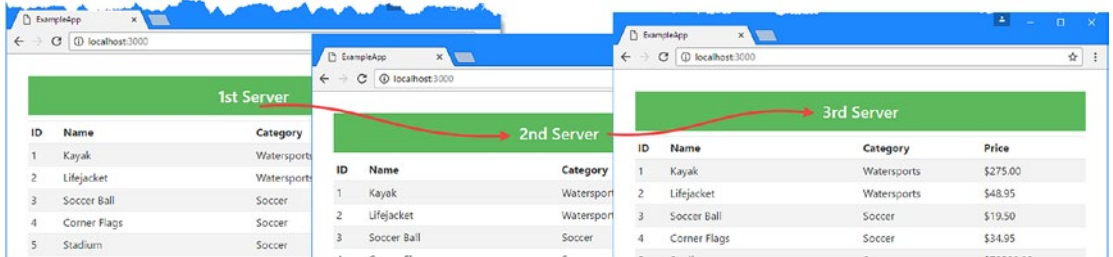 ExampleApp
localhost:3000
1st Server
ID Name Category
1 Kayak Watersports
2 Lifejacket Watersports
3 Soccer Ball Soccer
4 Corner Flags Soccer
5 Stadium Soccer
ExampleApp
localhost:3000
2nd Server
ID Name Category
1 Kayak Watersport
2 Lifejacket Watersport
3 Soccer Ball Soccer
ExampleApp
localhost:3000
3rd Server
ID Name Category Price
1 Kayak Watersports $275.00
2 Lifejacket Watersports $48.95
3 Soccer Ball Soccer $19.50
4 Corner Flags Soccer $34.95